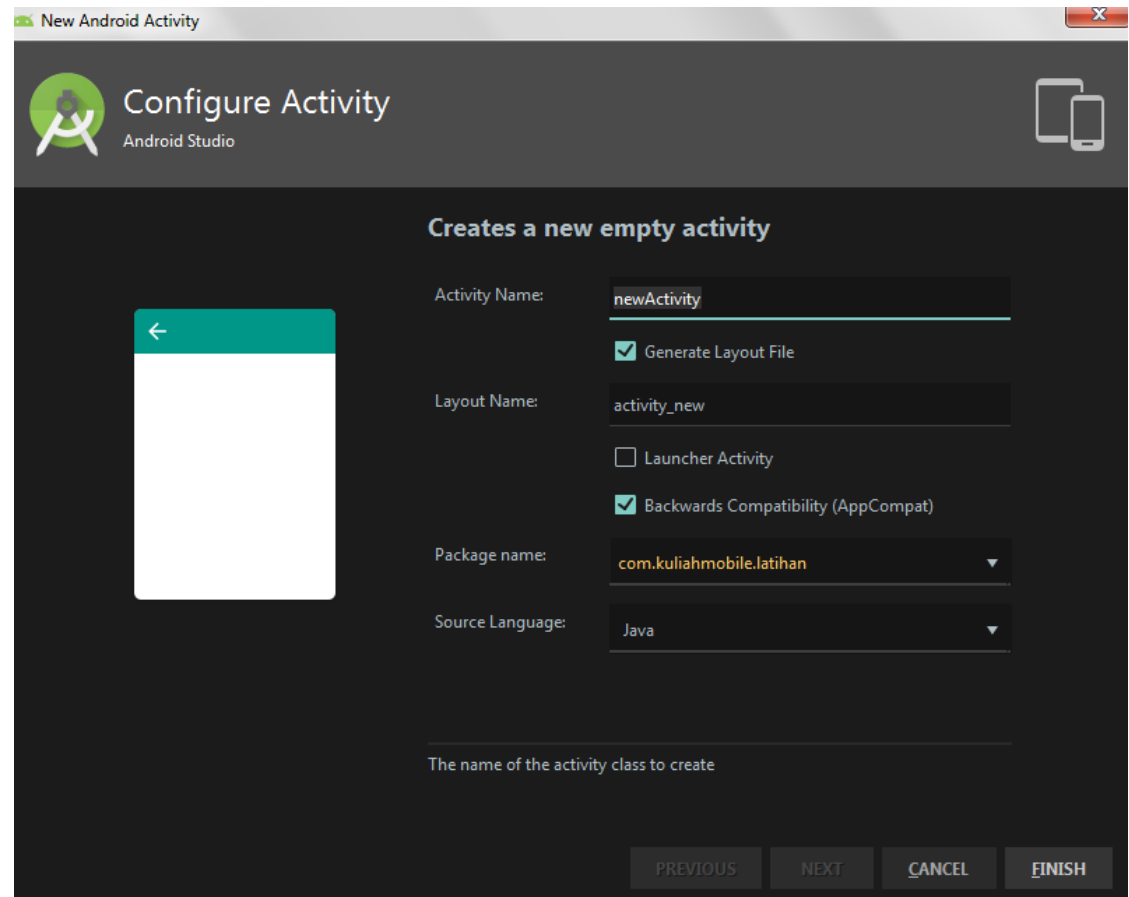 New Android Activity
Configure Activity
Android Studio
Creates a new empty activity
Activity Name: newActivity
Generate Layout File
Layout Name: activity_new
Launcher Activity
Backwards Compatibility (AppCompat)
Package name: com.kuliahmobile.latihan
Source Language: Java
The name of the activity class to create
PREVIOUS NEXT CANCEL FINISH